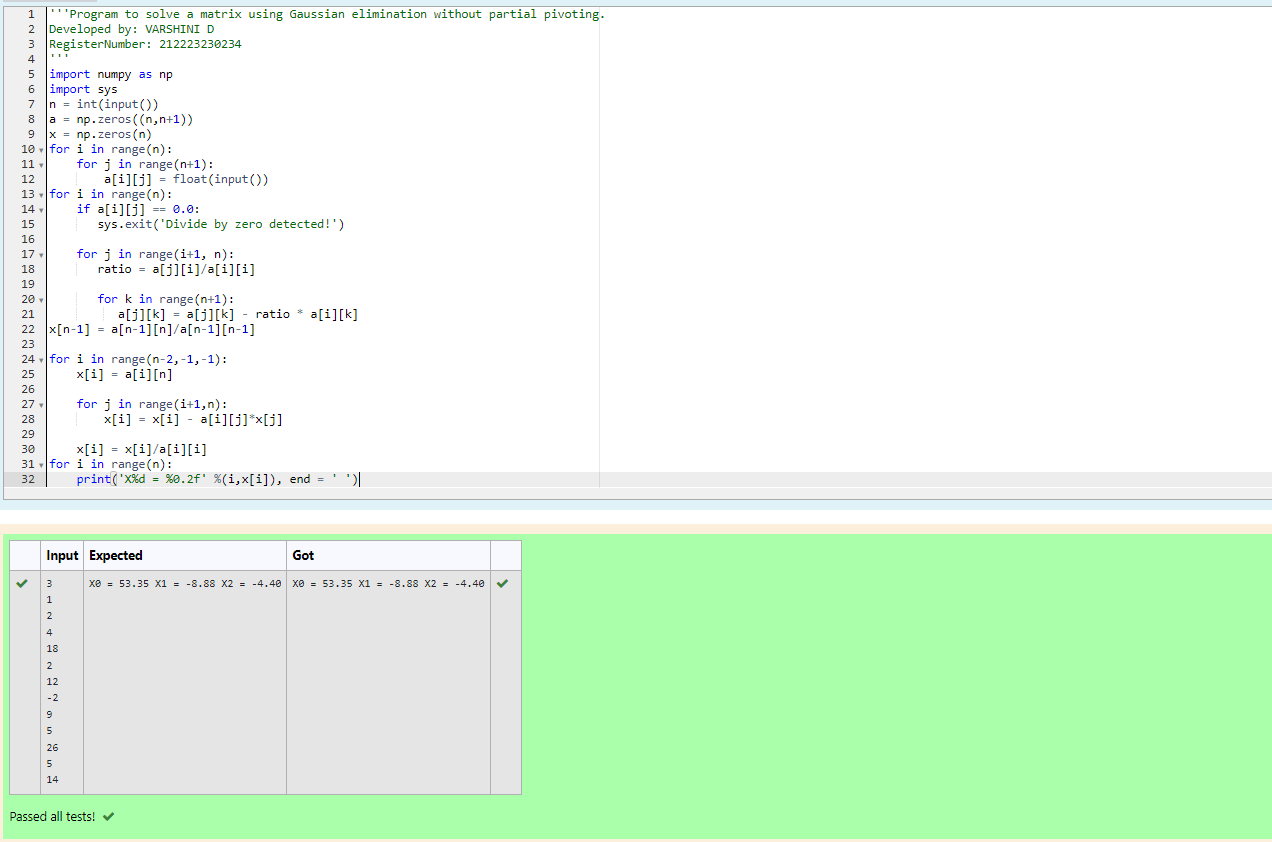 1 '''Program to solve a matrix using Gaussian elimination without partial pivoting.
2 Developed by: VARSHINI D
3 RegisterNumber: 212223230234
4 '''
5 import numpy as np
6 import sys
7 n = int(input())
8 a = np.zeros((n,n+1))
9 x = np.zeros(n)
10 for i in range(n):
11     for j in range(n+1):
12         a[i][j] = float(input())
13 for i in range(n):
14     if a[i][j] == 0.0:
15        sys.exit('Divide by zero detected!')
16
17     for j in range(i+1, n):
18        ratio = a[j][i]/a[i][i]
19
20        for k in range(n+1):
21           a[j][k] = a[j][k] - ratio * a[i][k]
22 x[n-1] = a[n-1][n]/a[n-1][n-1]
23
24 for i in range(n-2,-1,-1):
25     x[i] = a[i][n]
26
27     for j in range(i+1,n):
28         x[i] = x[i] - a[i][j]*x[j]
29
30     x[i] = x[i]/a[i][i]
31 for i in range(n):
32     print('X%d = %0.2f' %(i,x[i]), end = ' ')
Input Expected Got
3 X0 = 53.35 X1 = -8.88 X2 = -4.40 X0 = 53.35 X1 = -8.88 X2 = -4.40
1
2
4
18
2
12
-2
9
5
26
5
14
Passed all tests!